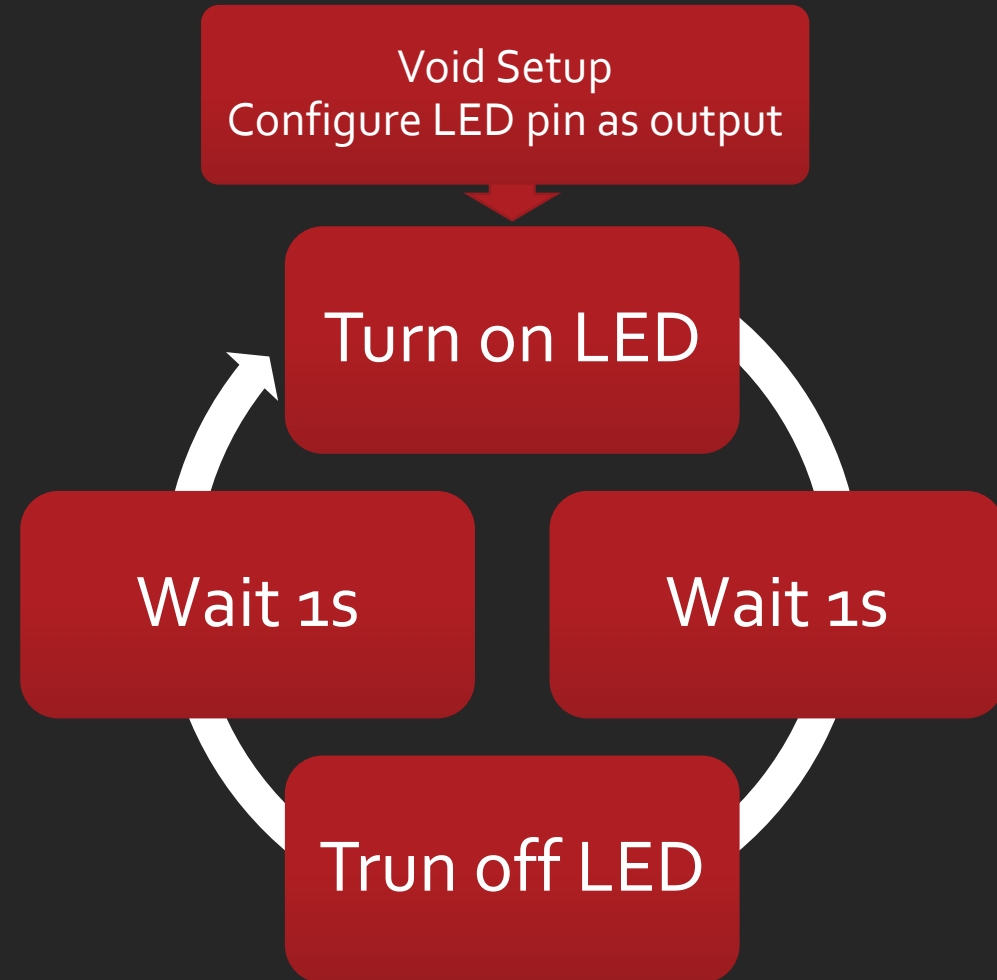 Void Setup
Configure LED pin as output
Turn on LED
Wait 1s
Wait 1s
Trun off LED